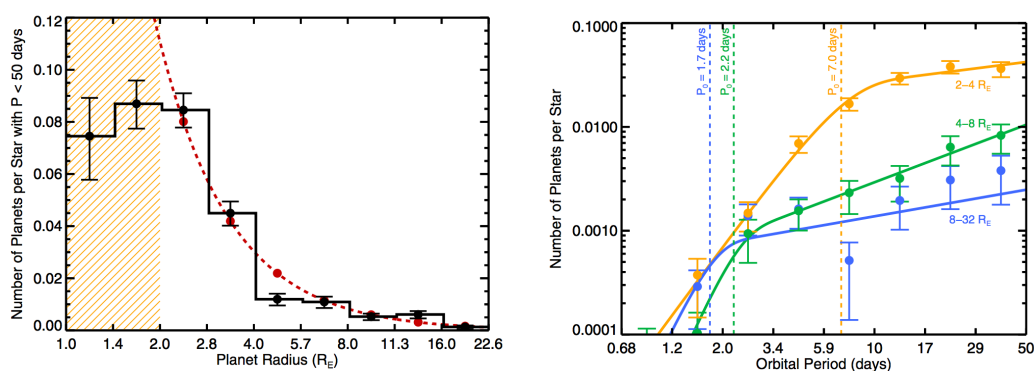 Number of Planets per Star with P < 50 days
0.12
0.10
0.08
0.06
0.04
0.02
0.00
1.0 1.4 2.0 2.8 4.0 5.7 8.0 11.3 16.0 22.6
Planet Radius (R_E)
Number of Planets per Star
0.1000
0.0100
0.0010
0.0001
P_0 = 1.7 days
P_0 = 2.2 days
P_0 = 7.0 days
2–4 R_E
4–8 R_E
8–32 R_E
0.68 1.2 2.0 3.4 5.9 10 17 29 50
Orbital Period (days)